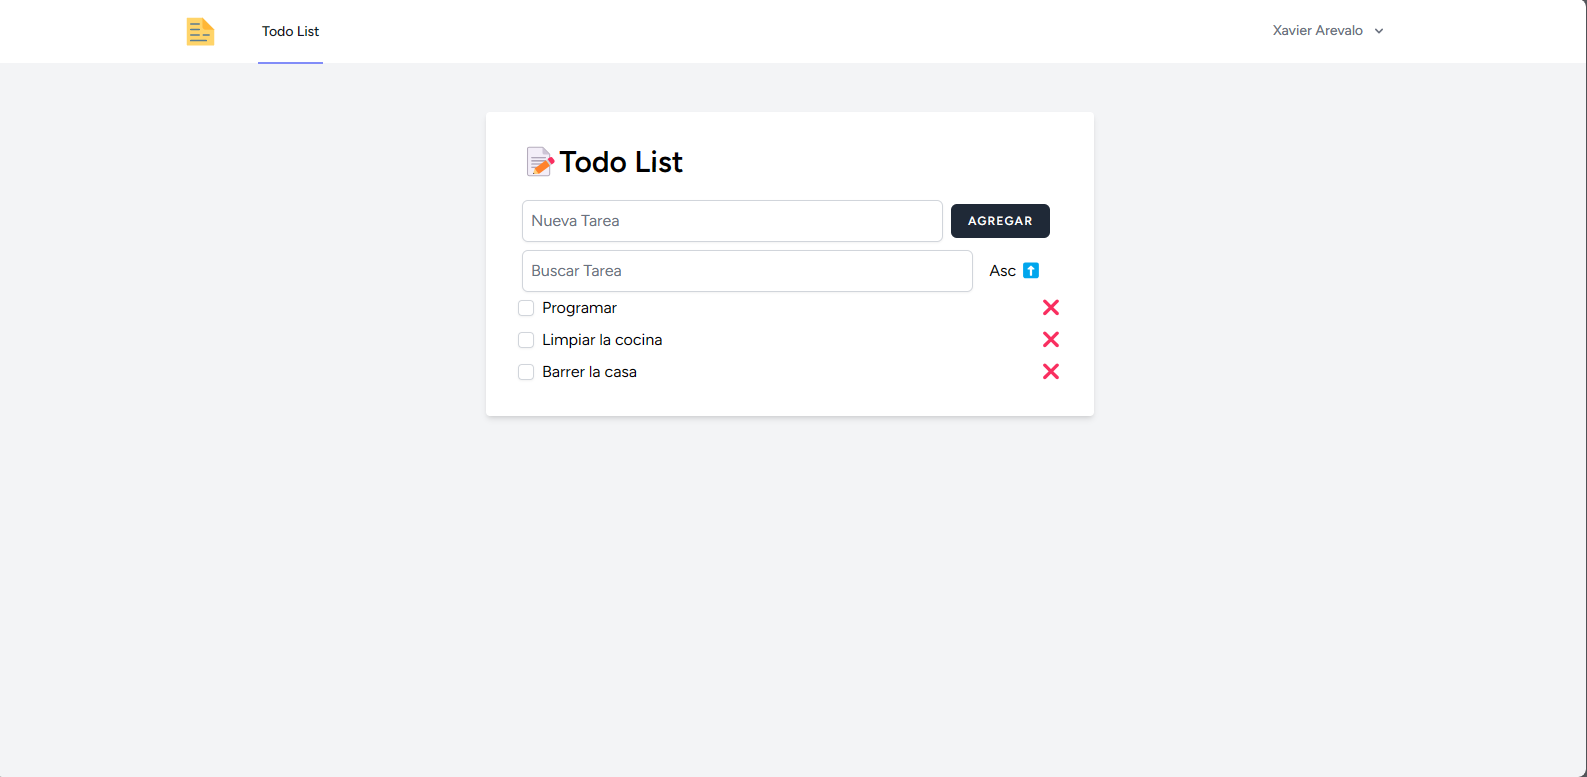 Todo List
Xavier Arevalo
Todo List
Nueva Tarea
AGREGAR
Buscar Tarea
Asc
Programar
Limpiar la cocina
Barrer la casa